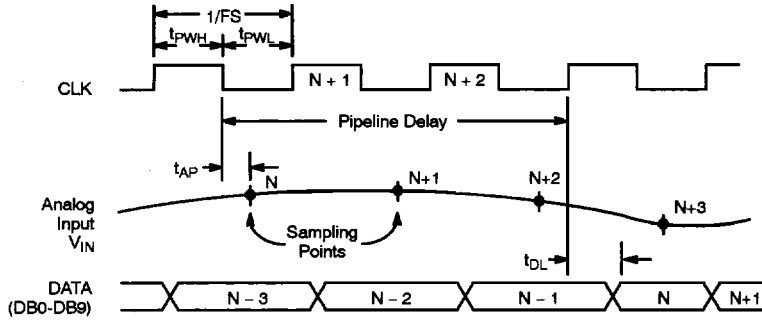 1/FS
tPWH tPWL
CLK N + 1 N + 2
Pipeline Delay
tAP
N N+1 N+2 N+3
Analog
Input
VIN
Sampling
Points
tDL
DATA
(DB0-DB9)
N – 3 N – 2 N – 1 N N+1